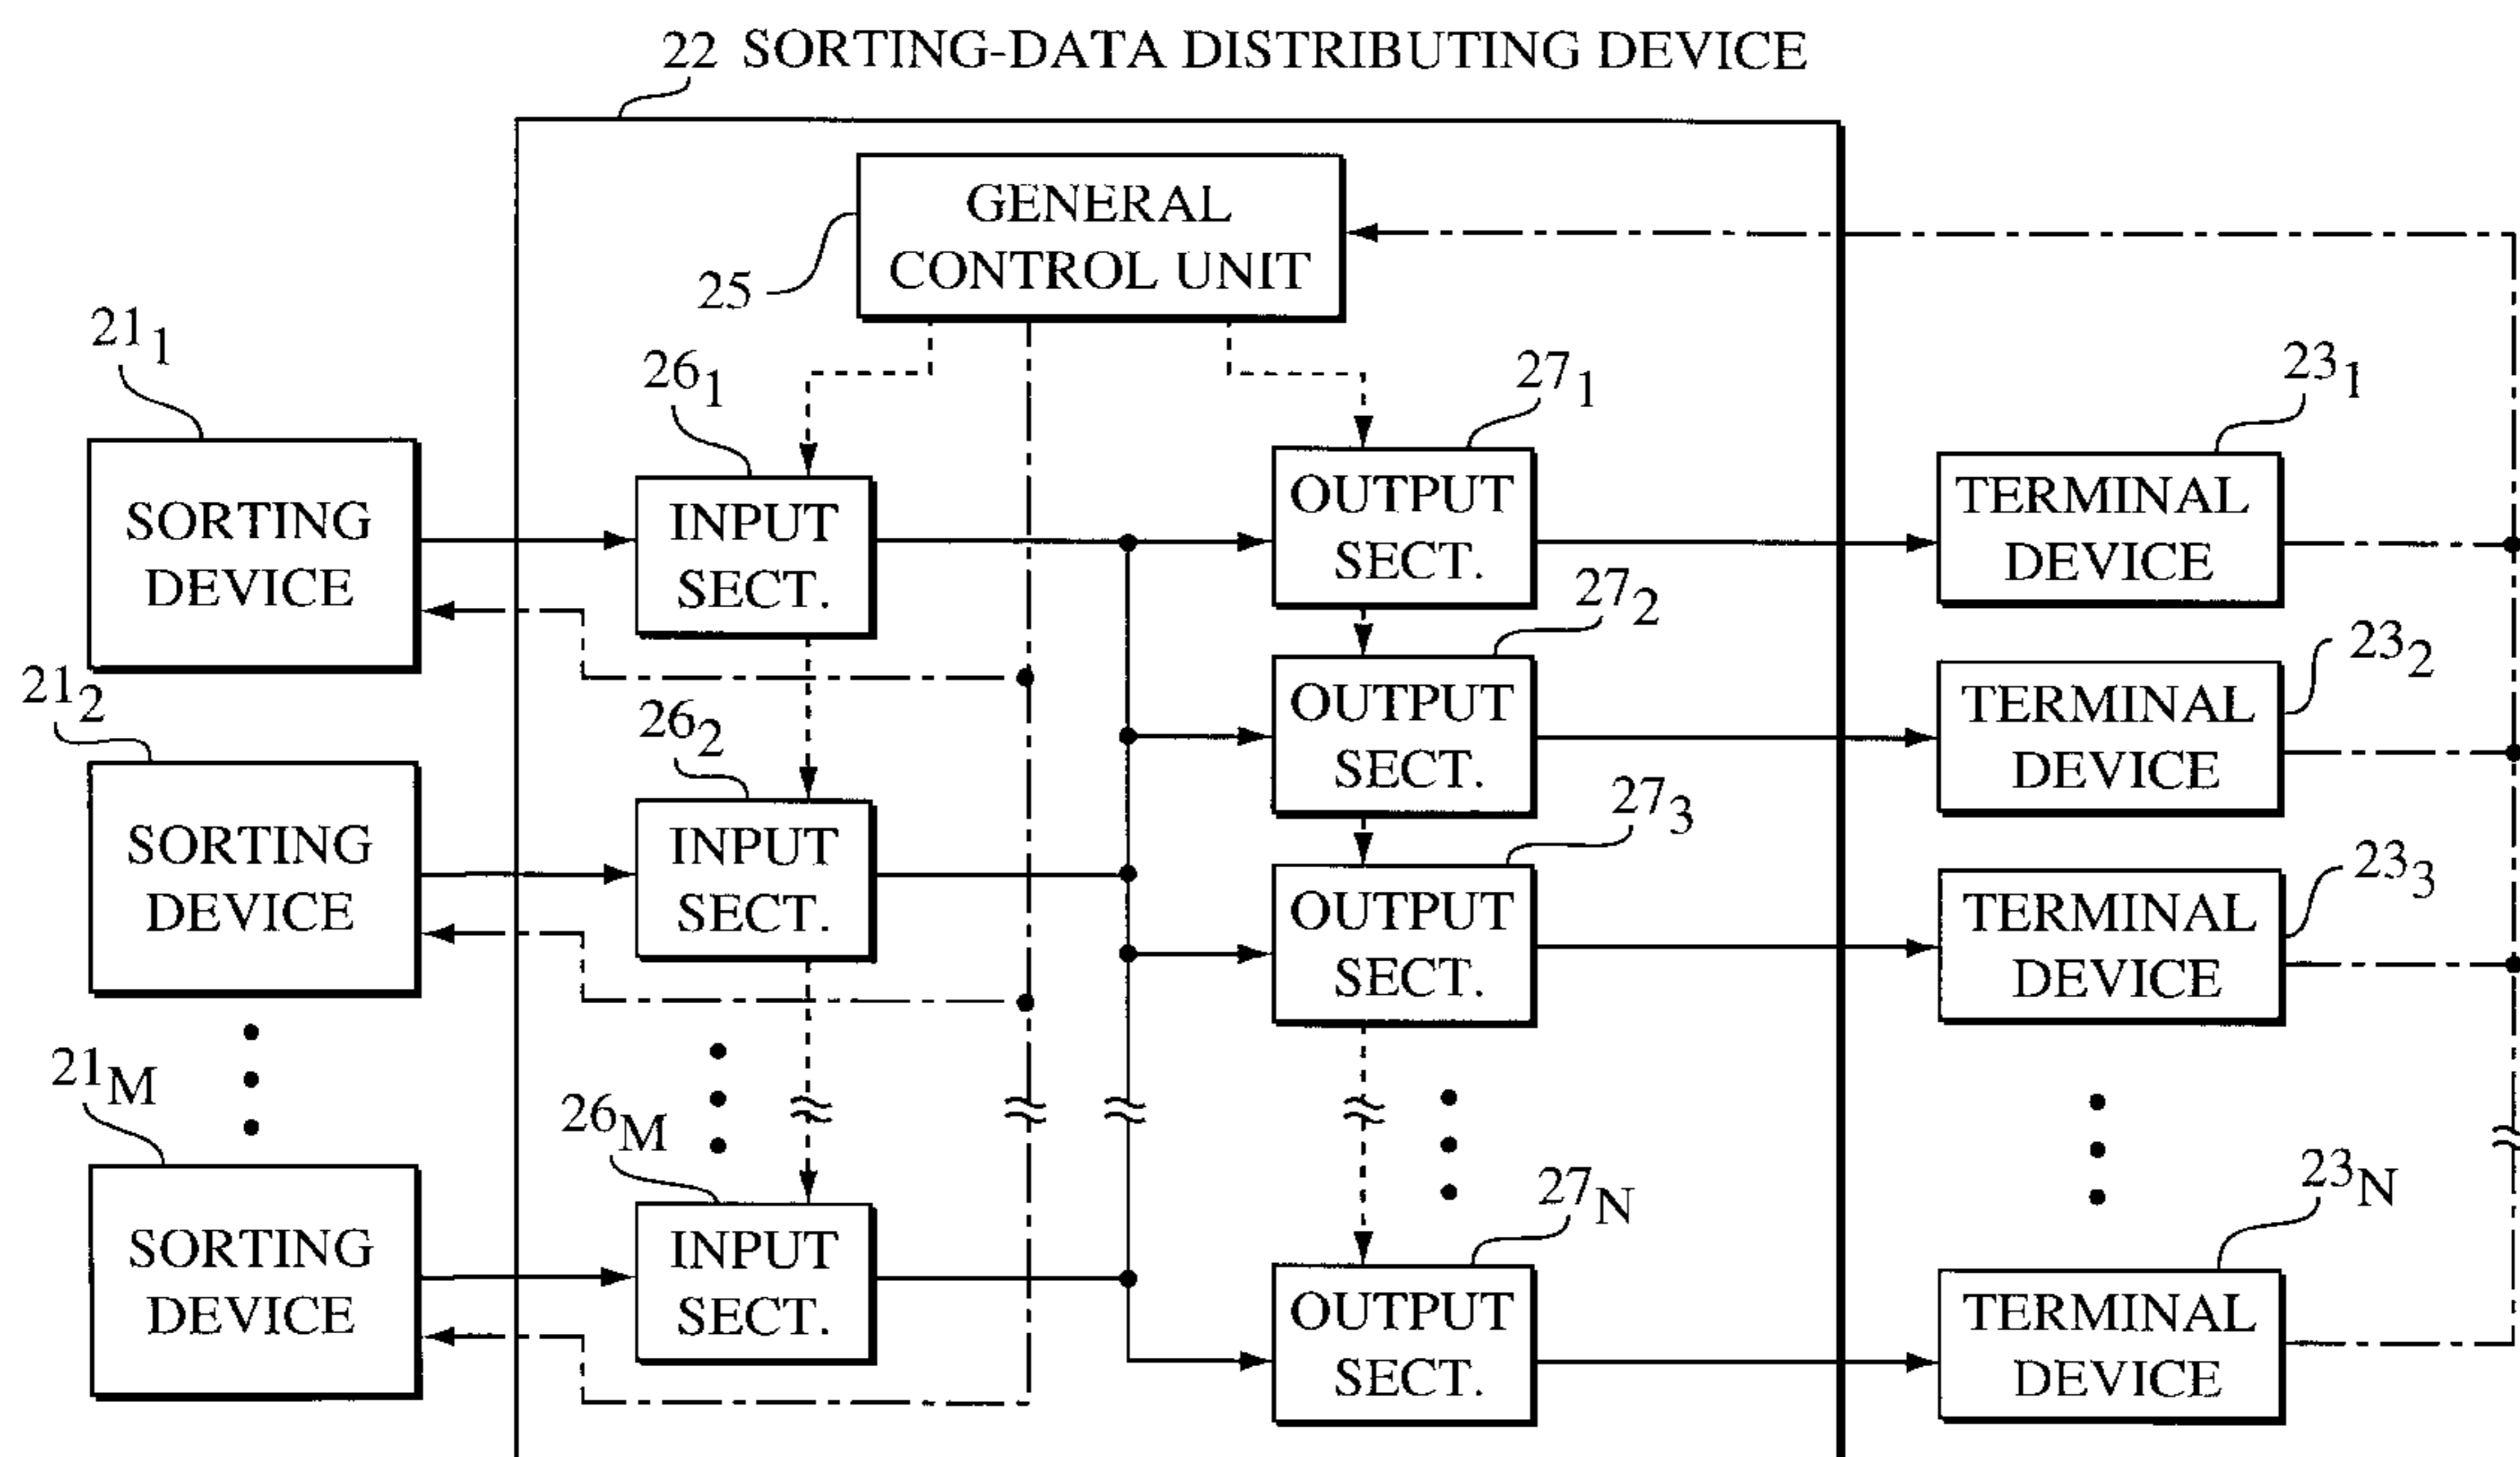 22 SORTING-DATA DISTRIBUTING DEVICE
GENERAL
CONTROL UNIT
25
21₁
26₁
27₁
23₁
SORTING
DEVICE
INPUT
SECT.
OUTPUT
SECT.
TERMINAL
DEVICE
21₂
26₂
27₂
23₂
SORTING
DEVICE
INPUT
SECT.
OUTPUT
SECT.
TERMINAL
DEVICE
27₃
23₃
OUTPUT
SECT.
TERMINAL
DEVICE
21M
26M
27N
23N
SORTING
DEVICE
INPUT
SECT.
OUTPUT
SECT.
TERMINAL
DEVICE